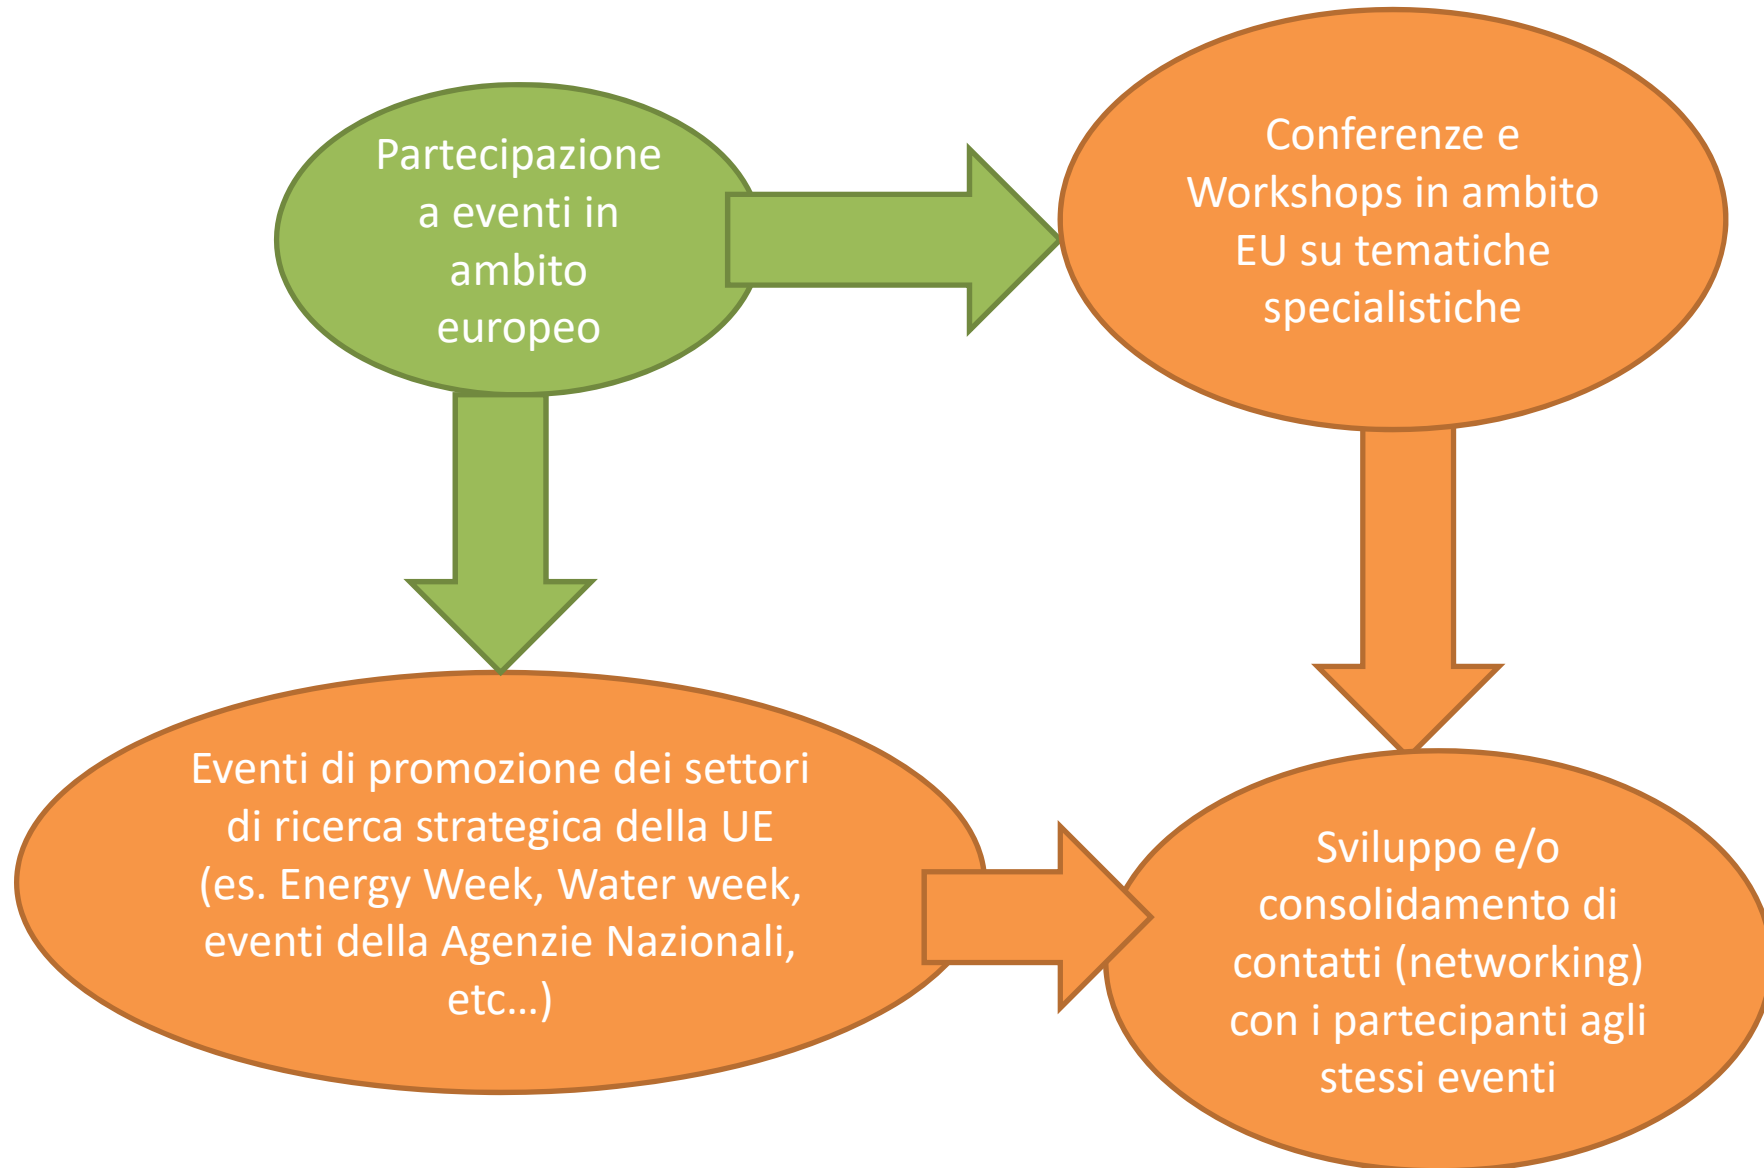 Partecipazione
a eventi in
ambito
europeo
Conferenze e
Workshops in ambito
EU su tematiche
specialistiche
Eventi di promozione dei settori
di ricerca strategica della UE
(es. Energy Week, Water week,
eventi della Agenzie Nazionali,
etc...)
Sviluppo e/o
consolidamento di
contatti (networking)
con i partecipanti agli
stessi eventi